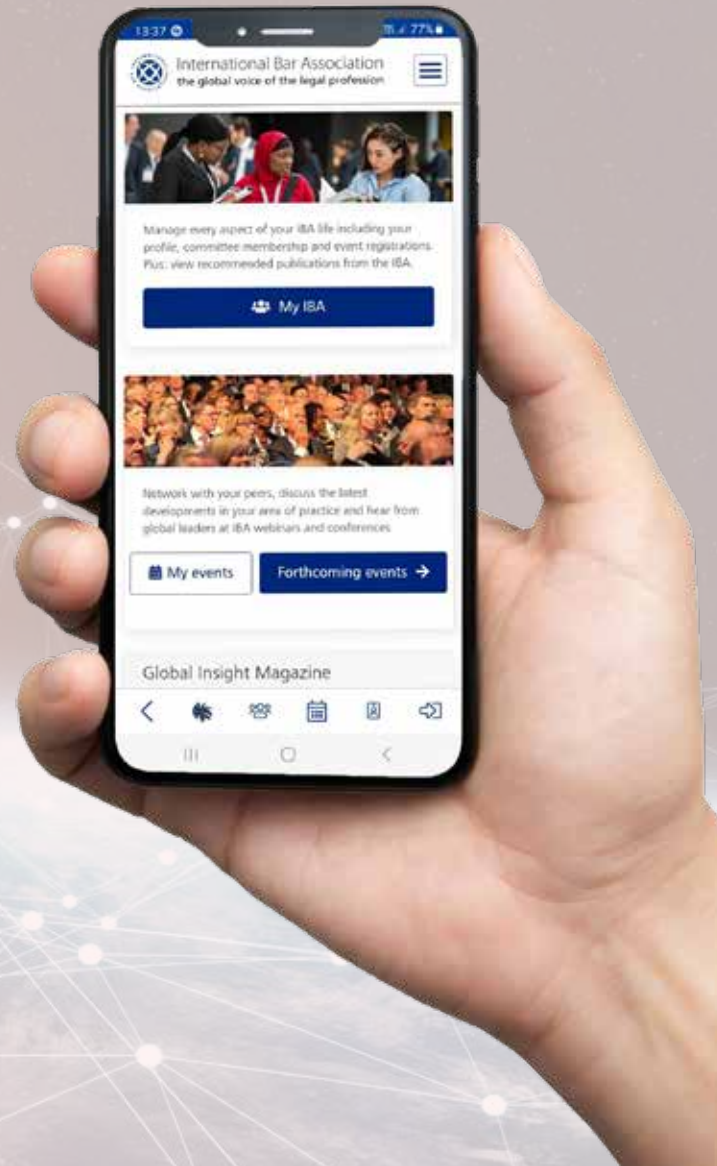 13:37
77%
International Bar Association
the global voice of the legal profession
Manage every aspect of your IBA life including your
profile, committee membership and event registrations.
Plus: view recommended publications from the IBA.
My IBA
Network with your peers, discuss the latest
developments in your area of practice and hear from
global leaders at IBA webinars and conferences
My events
Forthcoming events →
Global Insight Magazine